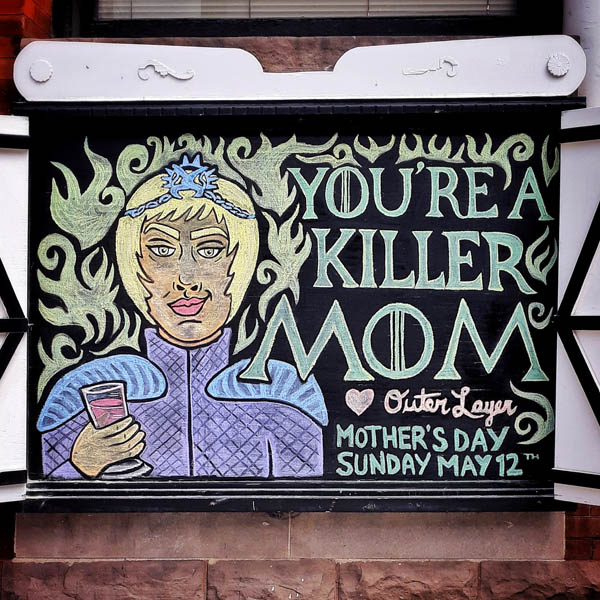 YOU'RE A
KILLER
MOM
Outer Layer
MOTHER'S DAY
SUNDAY MAY 12TH